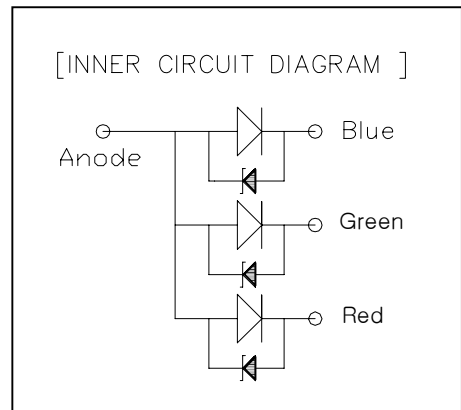 [INNER CIRCUIT DIAGRAM ]
Blue
Anode
Green
Red